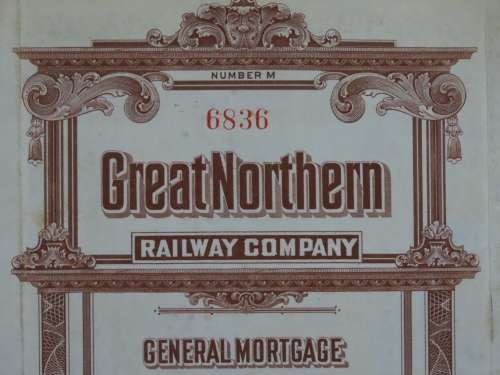 NUMBER M
6836
Great Northern
RAILWAY COMPANY
GENERAL MORTGAGE